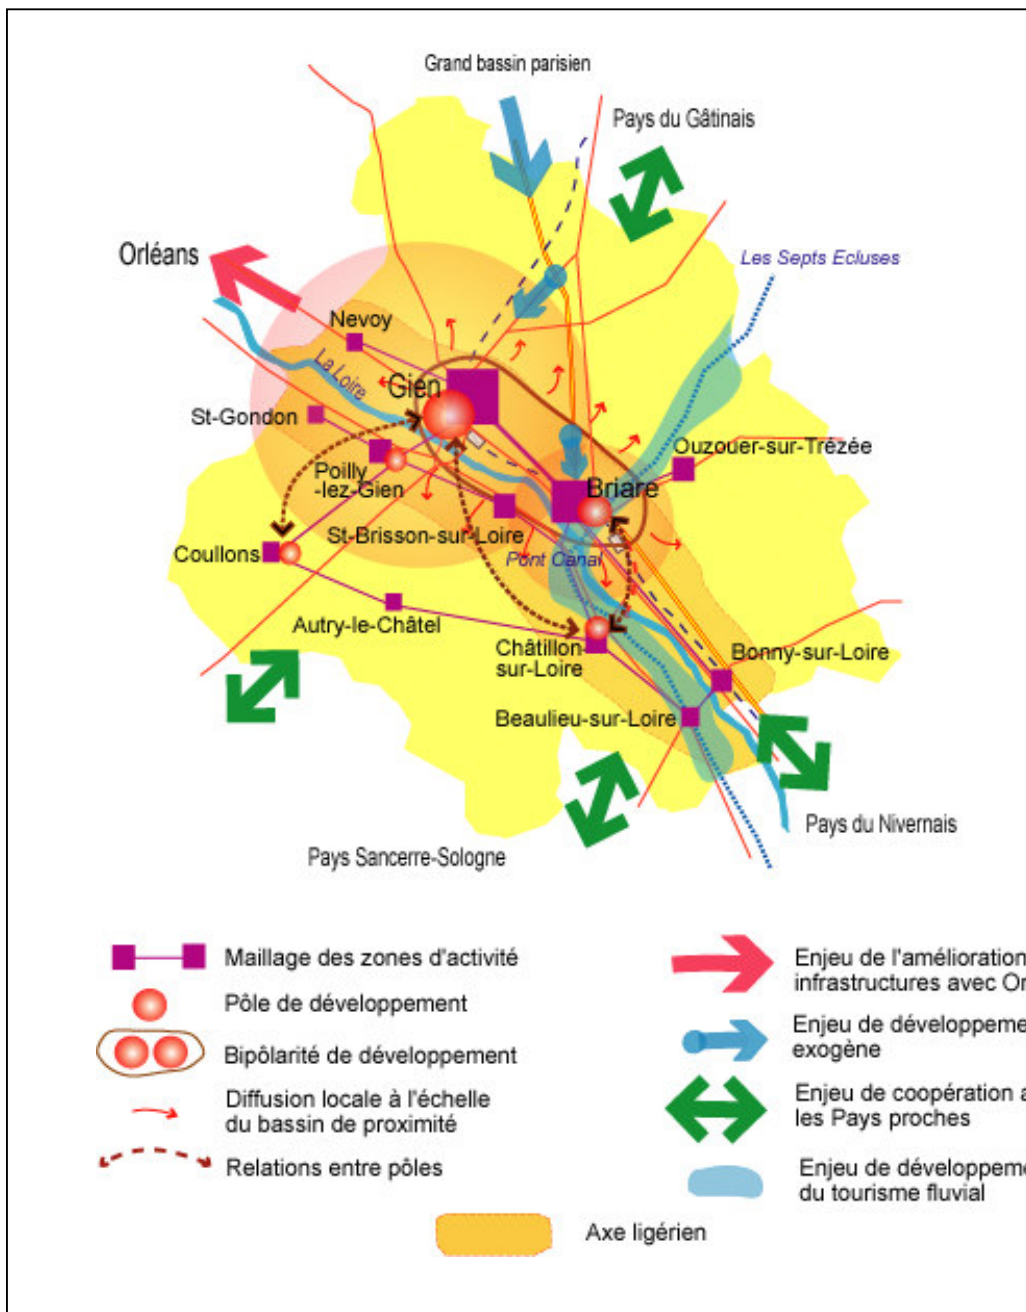 Grand bassin parisien
Pays du Gâtinais
Orléans
Les Septs Ecluses
Nevoy
La Loire
Gien
St-Gondon
Ouzouer-sur-Trézée
Poilly
-lez-Gien
Briare
St-Brisson-sur-Loire
Coullons
Pont Canal
Autry-le-Châtel
Châtillon-
sur-Loire
Bonny-sur-Loire
Beaulieu-sur-Loire
Pays du Nivernais
Pays Sancerre-Sologne
Maillage des zones d'activité
Pôle de développement
Bipôlarité de développement
Diffusion locale à l'échelle
du bassin de proximité
Relations entre pôles
Enjeu de l'amélioration
infrastructures avec Or
Enjeu de développeme
exogène
Enjeu de coopération a
les Pays proches
Enjeu de développeme
du tourisme fluvial
Axe ligérien